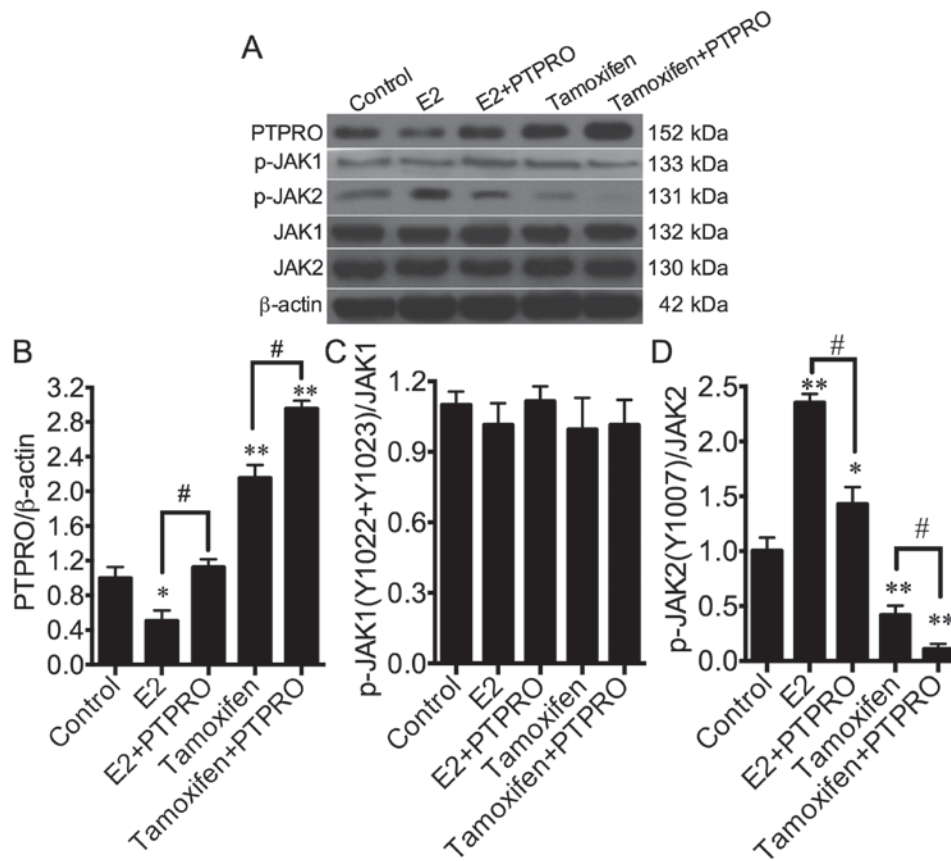 A
Control
E2
E2+PTPRO
Tamoxifen
Tamoxifen+PTPRO
PTPRO 152 kDa
p-JAK1 133 kDa
p-JAK2 131 kDa
JAK1 132 kDa
JAK2 130 kDa
β-actin 42 kDa
B
PTPRO/β-actin
3.2
2.8
2.4
2.0
1.6
1.2
0.8
0.4
0.0
*
#
**
#
**
Control
E2
E2+PTPRO
Tamoxifen
Tamoxifen+PTPRO
C
p-JAK1(Y1022+Y1023)/JAK1
1.2
0.9
0.6
0.3
0.0
Control
E2
E2+PTPRO
Tamoxifen
Tamoxifen+PTPRO
D
p-JAK2(Y1007)/JAK2
2.5
2.0
1.5
1.0
0.5
0.0
**
#
*
**
#
**
Control
E2
E2+PTPRO
Tamoxifen
Tamoxifen+PTPRO